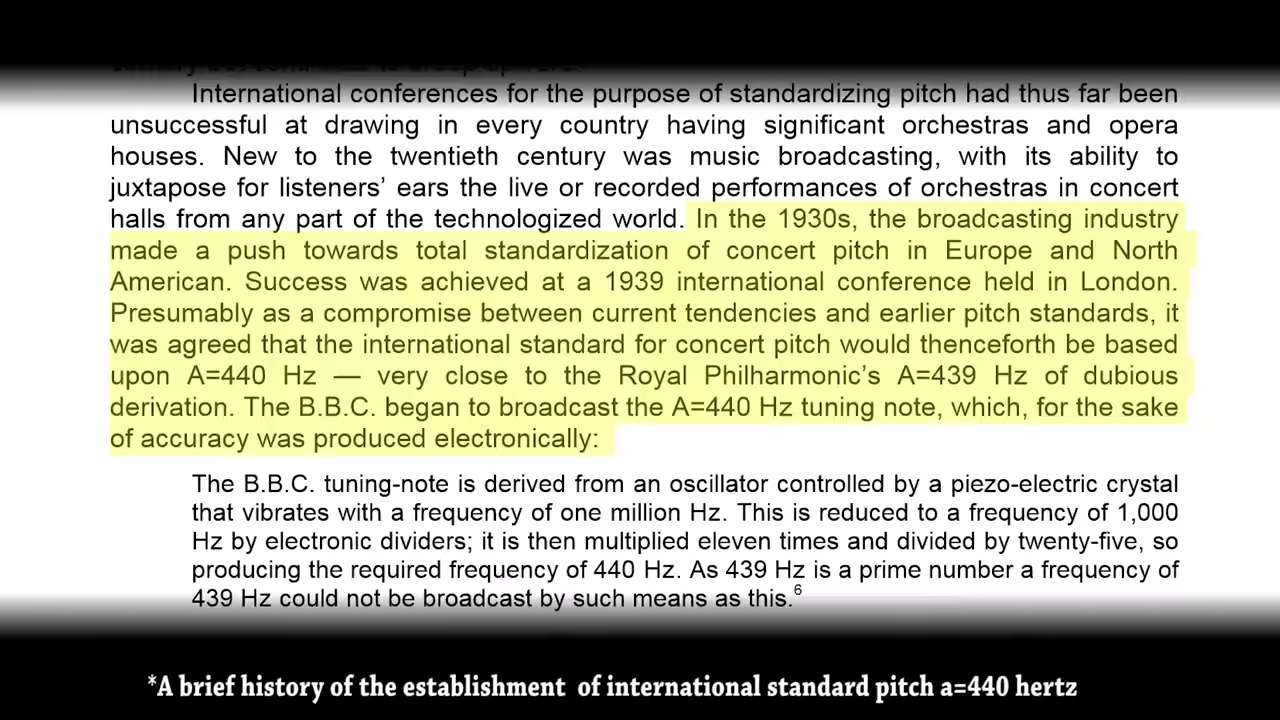 International conferences for the purpose of standardizing pitch had thus far been
unsuccessful at drawing in every country having significant orchestras and opera
houses. New to the twentieth century was music broadcasting, with its ability to
juxtapose for listeners’ ears the live or recorded performances of orchestras in concert
halls from any part of the technologized world. In the 1930s, the broadcasting industry
made a push towards total standardization of concert pitch in Europe and North
American. Success was achieved at a 1939 international conference held in London.
Presumably as a compromise between current tendencies and earlier pitch standards, it
was agreed that the international standard for concert pitch would thenceforth be based
upon A=440 Hz — very close to the Royal Philharmonic’s A=439 Hz of dubious
derivation. The B.B.C. began to broadcast the A=440 Hz tuning note, which, for the sake
of accuracy was produced electronically:
The B.B.C. tuning-note is derived from an oscillator controlled by a piezo-electric crystal
that vibrates with a frequency of one million Hz. This is reduced to a frequency of 1,000
Hz by electronic dividers; it is then multiplied eleven times and divided by twenty-five, so
producing the required frequency of 440 Hz. As 439 Hz is a prime number a frequency of
439 Hz could not be broadcast by such means as this.6
*A brief history of the establishment of international standard pitch a=440 hertz